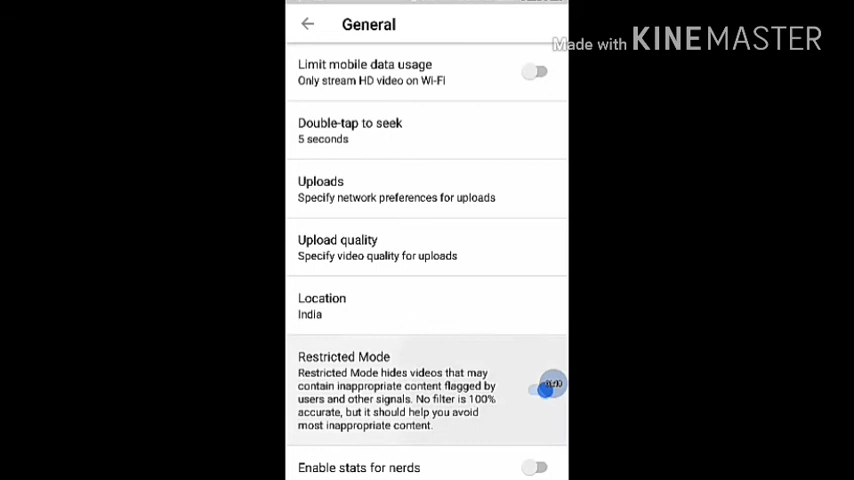 General
Made with KINEMASTER
Limit mobile data usage
Only stream HD video on Wi-Fi
Double-tap to seek
5 seconds
Uploads
Specify network preferences for uploads
Upload quality
Specify video quality for uploads
Location
India
Restricted Mode
Restricted Mode hides videos that may
contain inappropriate content flagged by
users and other signals. No filter is 100%
accurate, but it should help you avoid
most inappropriate content.
Enable stats for nerds